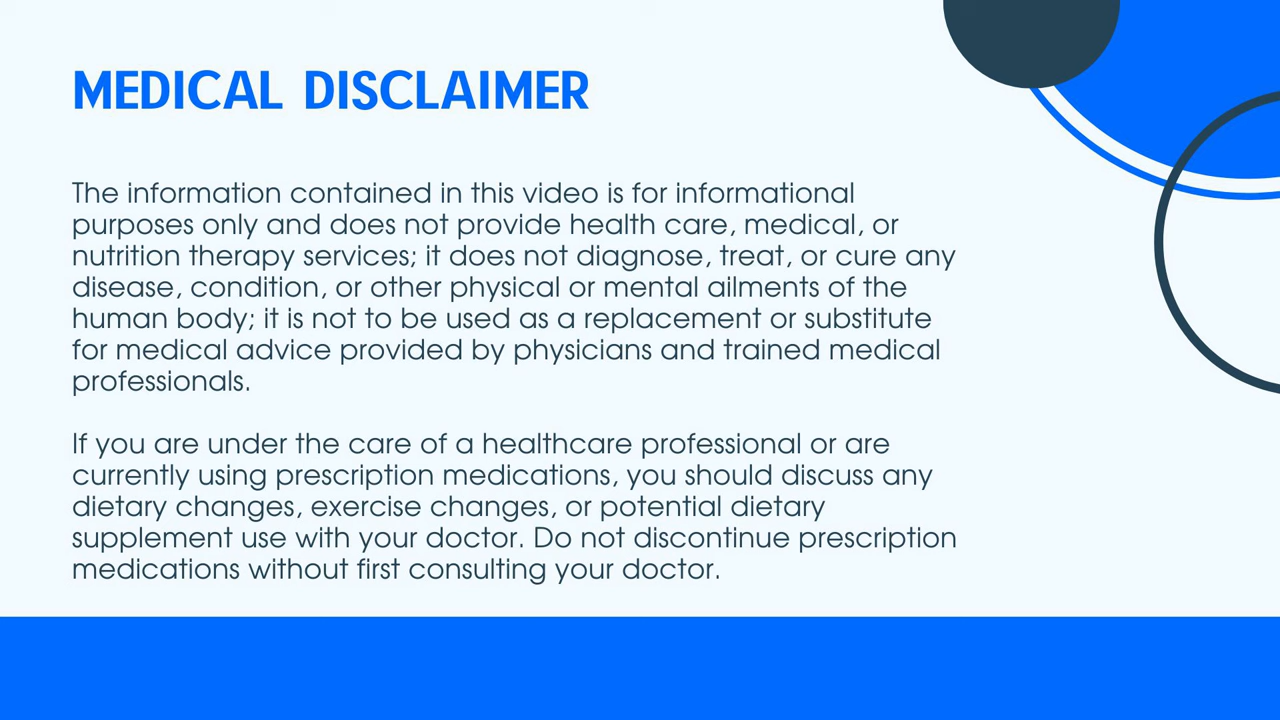 MEDICAL DISCLAIMER
The information contained in this video is for informational
purposes only and does not provide health care, medical, or
nutrition therapy services; it does not diagnose, treat, or cure any
disease, condition, or other physical or mental ailments of the
human body; it is not to be used as a replacement or substitute
for medical advice provided by physicians and trained medical
professionals.
If you are under the care of a healthcare professional or are
currently using prescription medications, you should discuss any
dietary changes, exercise changes, or potential dietary
supplement use with your doctor. Do not discontinue prescription
medications without first consulting your doctor.